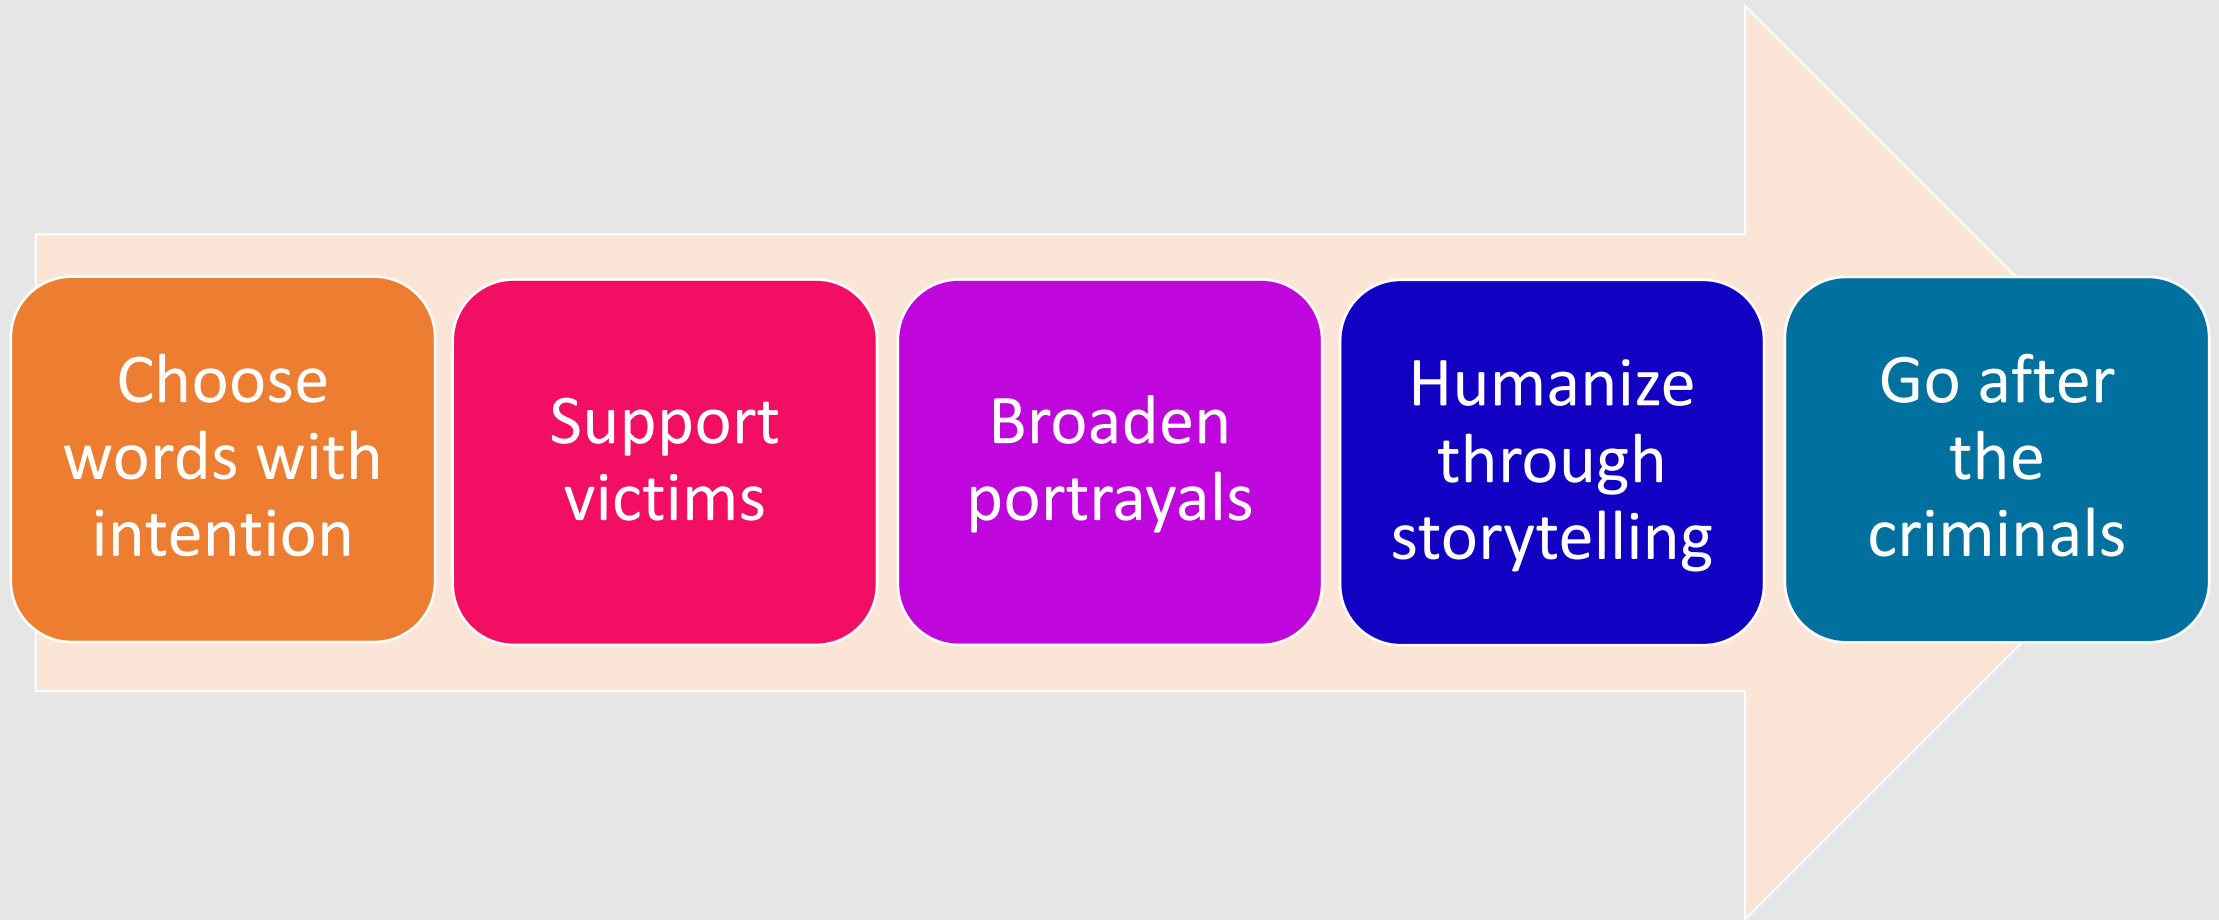 Choose
words with
intention
Support
victims
Broaden
portrayals
Humanize
through
storytelling
Go after
the
criminals